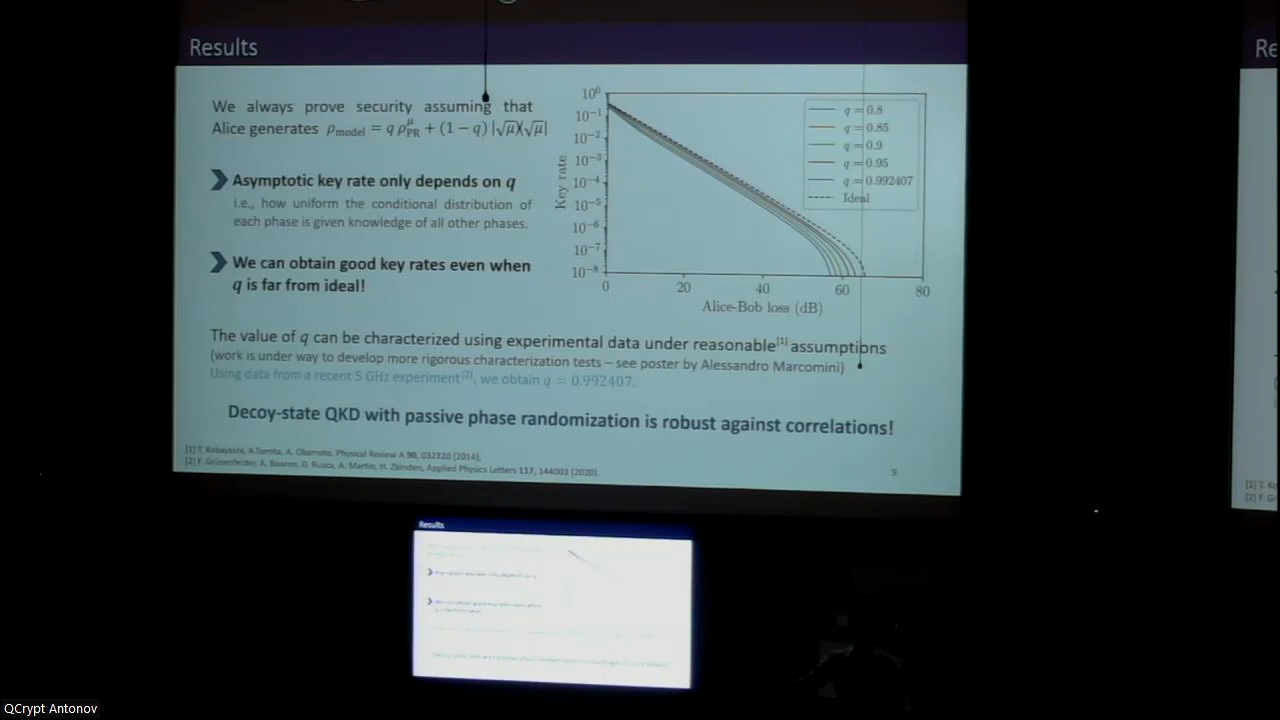 Results
We always prove security assuming that
Alice generates ρ_model = q ρ_PR^μ + (1 − q) |√μ⟩⟨√μ|
Asymptotic key rate only depends on q
i.e., how uniform the conditional distribution of
each phase is given knowledge of all other phases.
We can obtain good key rates even when
q is far from ideal!
Key rate
10⁰
10⁻¹
10⁻²
10⁻³
10⁻⁴
10⁻⁵
10⁻⁶
10⁻⁷
10⁻⁸
0 20 40 60 80
Alice-Bob loss (dB)
q = 0.8
q = 0.85
q = 0.9
q = 0.95
q = 0.992407
Ideal
The value of q can be characterized using experimental data under reasonable[1] assumptions
(work is under way to develop more rigorous characterization tests – see poster by Alessandro Marcomini)
Using data from a recent 5 GHz experiment[2], we obtain q = 0.992407.
Decoy-state QKD with passive phase randomization is robust against correlations!
[1] T. Kobayashi, A.Tomita, A. Okamoto, Physical Review A 90, 032320 (2014);
[2] F. Grünenfelder, A. Boaron, D. Rusca, A. Martin, H. Zbinden, Applied Physics Letters 117, 144003 (2020).
9
Re
[1] T. K
[2] F. G
Results
QCrypt Antonov